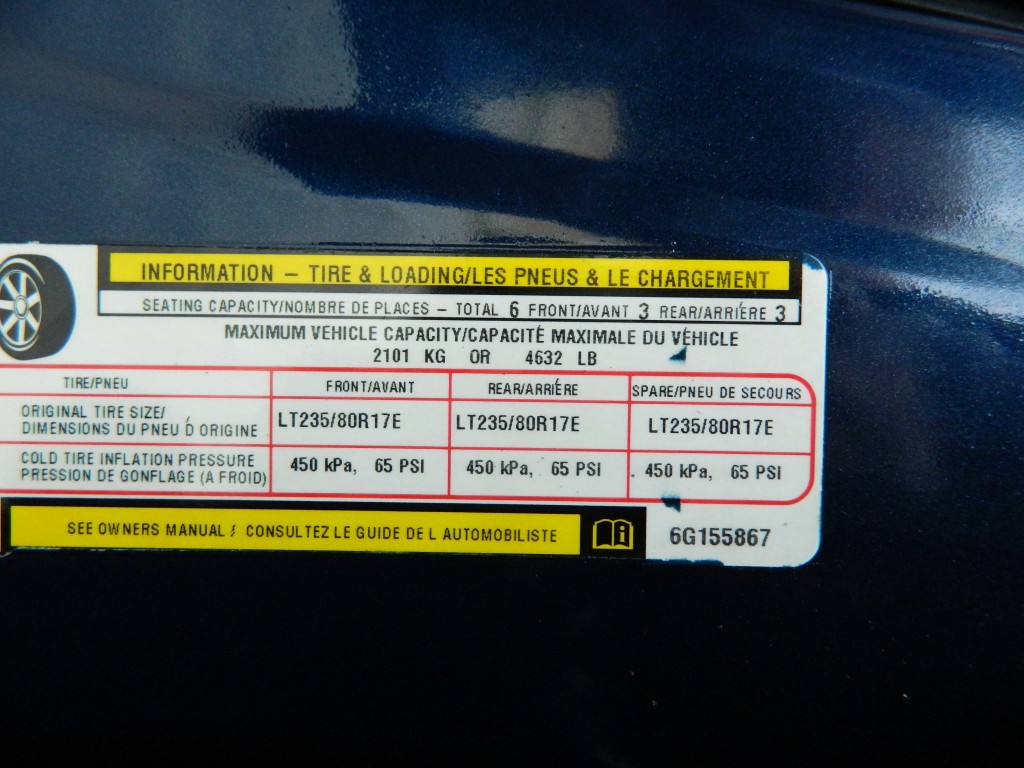 INFORMATION – TIRE & LOADING/LES PNEUS & LE CHARGEMENT
SEATING CAPACITY/NOMBRE DE PLACES – TOTAL 6 FRONT/AVANT 3 REAR/ARRIÉRE 3
MAXIMUM VEHICLE CAPACITY/CAPACITÉ MAXIMALE DU VÉHICLE
2101 KG OR 4632 LB
TIRE/PNEU FRONT/AVANT REAR/ARRIÉRE SPARE/PNEU DE SECOURS
ORIGINAL TIRE SIZE/
DIMENSIONS DU PNEU D ORIGINE LT235/80R17E LT235/80R17E LT235/80R17E
COLD TIRE INFLATION PRESSURE
PRESSION DE GONFLAGE (A FROID) 450 kPa, 65 PSI 450 kPa, 65 PSI 450 kPa, 65 PSI
SEE OWNERS MANUAL / CONSULTEZ LE GUIDE DE L AUTOMOBILISTE
6G155867